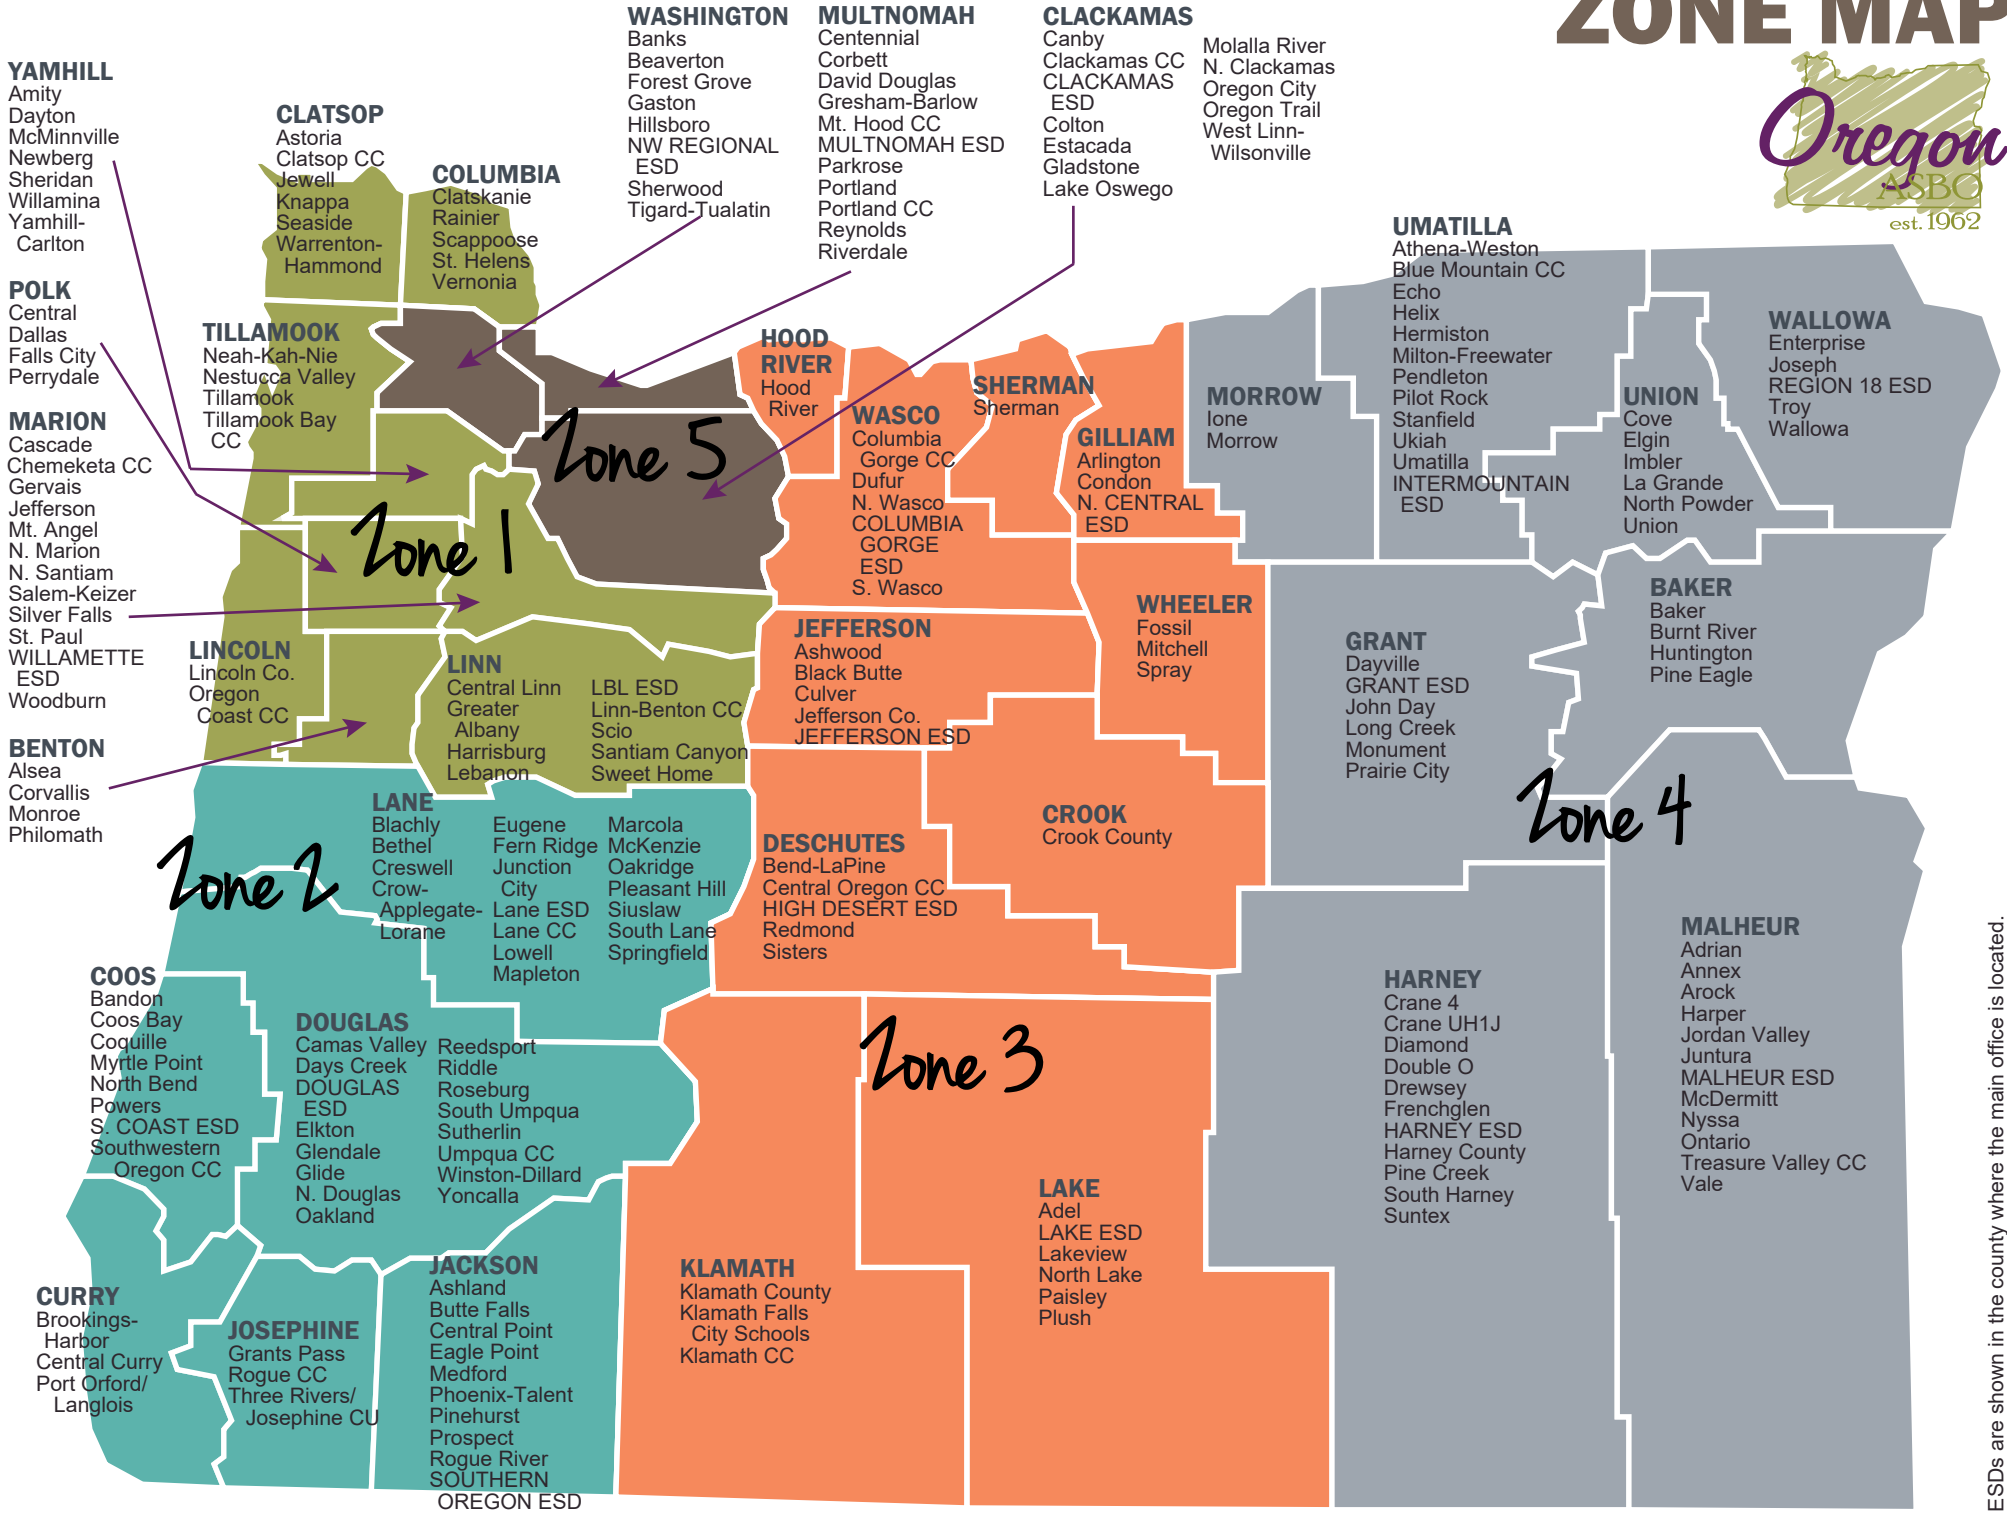 ZONE MAP
Oregon
ASBO
est. 1962
YAMHILL
Amity
Dayton
McMinnville
Newberg
Sheridan
Willamina
Yamhill-
Carlton
POLK
Central
Dallas
Falls City
Perrydale
MARION
Cascade
Chemeketa CC
Gervais
Jefferson
Mt. Angel
N. Marion
N. Santiam
Salem-Keizer
Silver Falls
St. Paul
WILLAMETTE
ESD
Woodburn
BENTON
Alsea
Corvallis
Monroe
Philomath
CLATSOP
Astoria
Clatsop CC
Jewell
Knappa
Seaside
Warrenton-
Hammond
COLUMBIA
Clatskanie
Rainier
Scappoose
St. Helens
Vernonia
TILLAMOOK
Neah-Kah-Nie
Nestucca Valley
Tillamook
Tillamook Bay
CC
WASHINGTON
Banks
Beaverton
Forest Grove
Gaston
Hillsboro
NW REGIONAL
ESD
Sherwood
Tigard-Tualatin
MULTNOMAH
Centennial
Corbett
David Douglas
Gresham-Barlow
Mt. Hood CC
MULTNOMAH ESD
Parkrose
Portland
Portland CC
Reynolds
Riverdale
CLACKAMAS
Canby
Clackamas CC
CLACKAMAS
ESD
Colton
Estacada
Gladstone
Lake Oswego
Molalla River
N. Clackamas
Oregon City
Oregon Trail
West Linn-
Wilsonville
Zone 5
Zone 1
LINCOLN
Lincoln Co.
Oregon
Coast CC
LINN
Central Linn
Greater
Albany
Harrisburg
Lebanon
LBL ESD
Linn-Benton CC
Scio
Santiam Canyon
Sweet Home
HOOD
RIVER
Hood
River
WASCO
Columbia
Gorge CC
Dufur
N. Wasco
COLUMBIA
GORGE
ESD
S. Wasco
SHERMAN
Sherman
GILLIAM
Arlington
Condon
N. CENTRAL
ESD
MORROW
Ione
Morrow
UMATILLA
Athena-Weston
Blue Mountain CC
Echo
Helix
Hermiston
Milton-Freewater
Pendleton
Pilot Rock
Stanfield
Ukiah
Umatilla
INTERMOUNTAIN
ESD
UNION
Cove
Elgin
Imbler
La Grande
North Powder
Union
WALLOWA
Enterprise
Joseph
REGION 18 ESD
Troy
Wallowa
JEFFERSON
Ashwood
Black Butte
Culver
Jefferson Co.
JEFFERSON ESD
WHEELER
Fossil
Mitchell
Spray
GRANT
Dayville
GRANT ESD
John Day
Long Creek
Monument
Prairie City
BAKER
Baker
Burnt River
Huntington
Pine Eagle
Zone 4
Zone 2
LANE
Blachly
Bethel
Creswell
Crow-
Applegate-
Lorane
Eugene
Fern Ridge
Junction
City
Lane ESD
Lane CC
Lowell
Mapleton
Marcola
McKenzie
Oakridge
Pleasant Hill
Siuslaw
South Lane
Springfield
DESCHUTES
Bend-LaPine
Central Oregon CC
HIGH DESERT ESD
Redmond
Sisters
CROOK
Crook County
COOS
Bandon
Coos Bay
Coquille
Myrtle Point
North Bend
Powers
S. COAST ESD
Southwestern
Oregon CC
DOUGLAS
Camas Valley
Days Creek
DOUGLAS
ESD
Elkton
Glendale
Glide
N. Douglas
Oakland
Reedsport
Riddle
Roseburg
South Umpqua
Sutherlin
Umpqua CC
Winston-Dillard
Yoncalla
Zone 3
HARNEY
Crane 4
Crane UH1J
Diamond
Double O
Drewsey
Frenchglen
HARNEY ESD
Harney County
Pine Creek
South Harney
Suntex
MALHEUR
Adrian
Annex
Arock
Harper
Jordan Valley
Juntura
MALHEUR ESD
McDermitt
Nyssa
Ontario
Treasure Valley CC
Vale
CURRY
Brookings-
Harbor
Central Curry
Port Orford/
Langlois
JOSEPHINE
Grants Pass
Rogue CC
Three Rivers/
Josephine CU
JACKSON
Ashland
Butte Falls
Central Point
Eagle Point
Medford
Phoenix-Talent
Pinehurst
Prospect
Rogue River
SOUTHERN
OREGON ESD
KLAMATH
Klamath County
Klamath Falls
City Schools
Klamath CC
LAKE
Adel
LAKE ESD
Lakeview
North Lake
Paisley
Plush
ESDs are shown in the county where the main office is located.